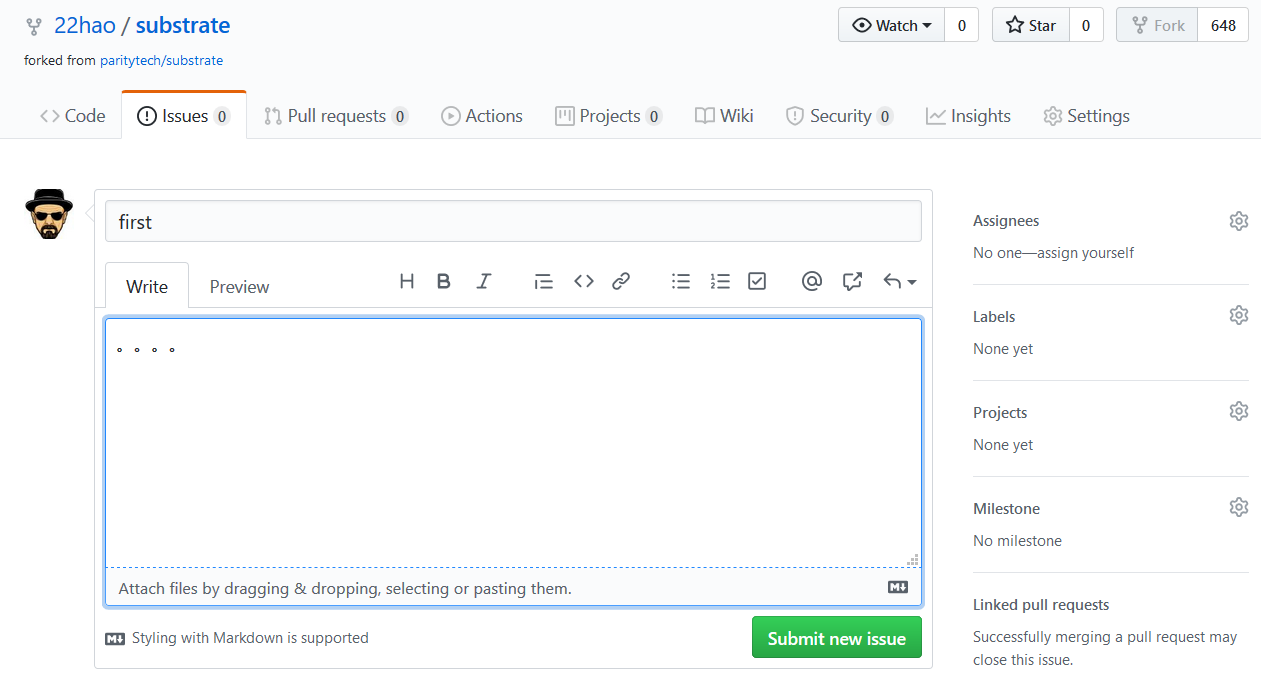 22hao / substrate
Watch 0 Star 0 Fork 648
forked from paritytech/substrate
Code Issues 0 Pull requests 0 Actions Projects 0 Wiki Security 0 Insights Settings
first
Write Preview H B I
。。。。
Attach files by dragging & dropping, selecting or pasting them.
Styling with Markdown is supported
Submit new issue
Assignees
No one—assign yourself
Labels
None yet
Projects
None yet
Milestone
No milestone
Linked pull requests
Successfully merging a pull request may
close this issue.